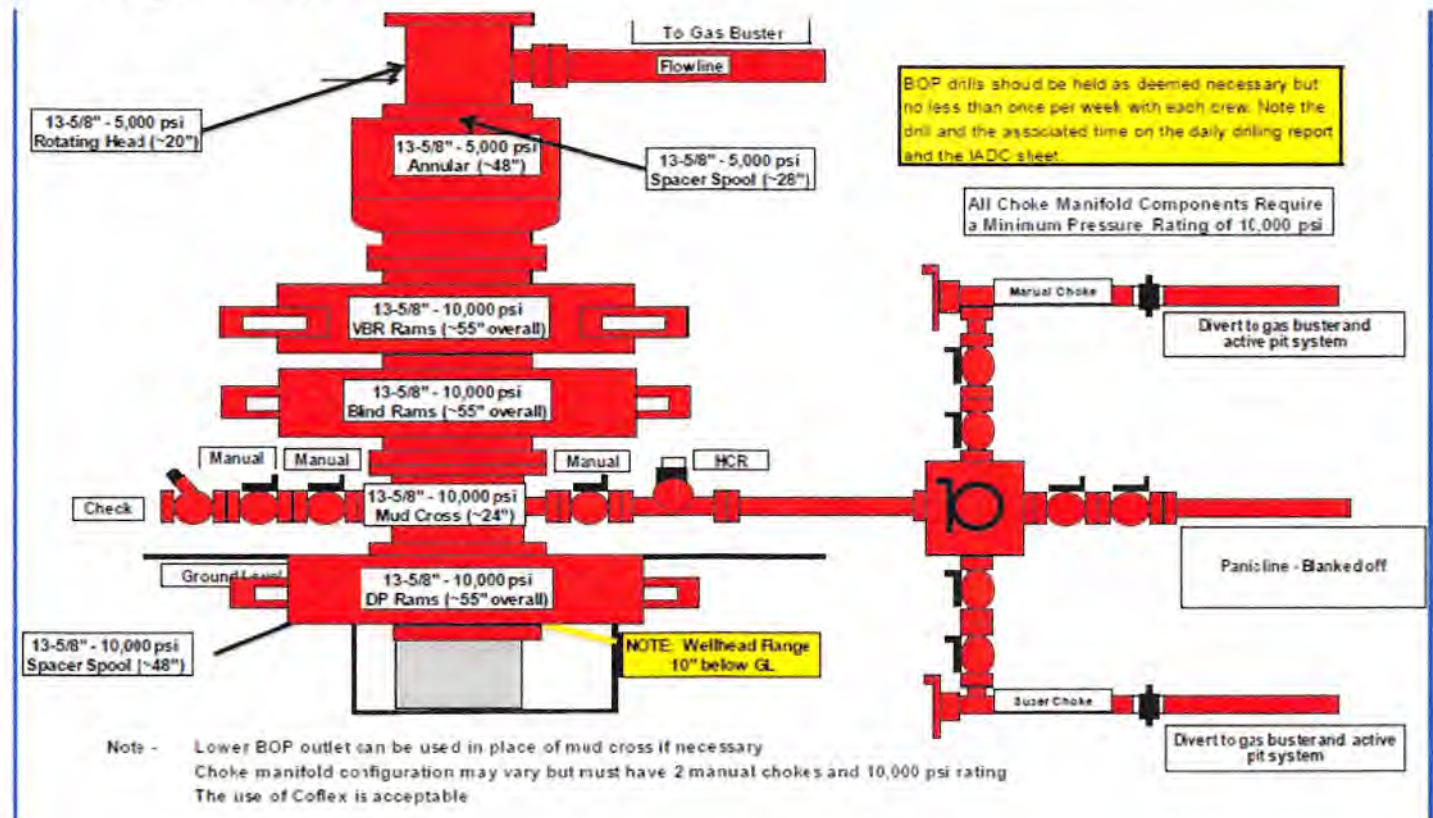 To Gas Buster
Flowline
13-5/8" - 5,000 psi
Rotating Head (~20")
13-5/8" - 5,000 psi
Annular (~48")
13-5/8" - 5,000 psi
Spacer Spool (~28")
BOP drills should be held as deemed necessary but
no less than once per week with each crew. Note the
drill and the associated time on the daily drilling report
and the IADC sheet.
All Choke Manifold Components Require
a Minimum Pressure Rating of 10,000 psi
13-5/8" - 10,000 psi
VBR Rams (~55" overall)
13-5/8" - 10,000 psi
Blind Rams (~55" overall)
Manual
Manual
Manual
HCR
Check
13-5/8" - 10,000 psi
Mud Cross (~24")
Ground Level
13-5/8" - 10,000 psi
DP Rams (~55" overall)
13-5/8" - 10,000 psi
Spacer Spool (~48")
NOTE: Wellhead Flange
10" below GL
Manual Choke
Divert to gas buster and
active pit system
Panic line - Blanked off
Super Choke
Divert to gas buster and active
pit system
Note - Lower BOP outlet can be used in place of mud cross if necessary
Choke manifold configuration may vary but must have 2 manual chokes and 10,000 psi rating
The use of Coflex is acceptable